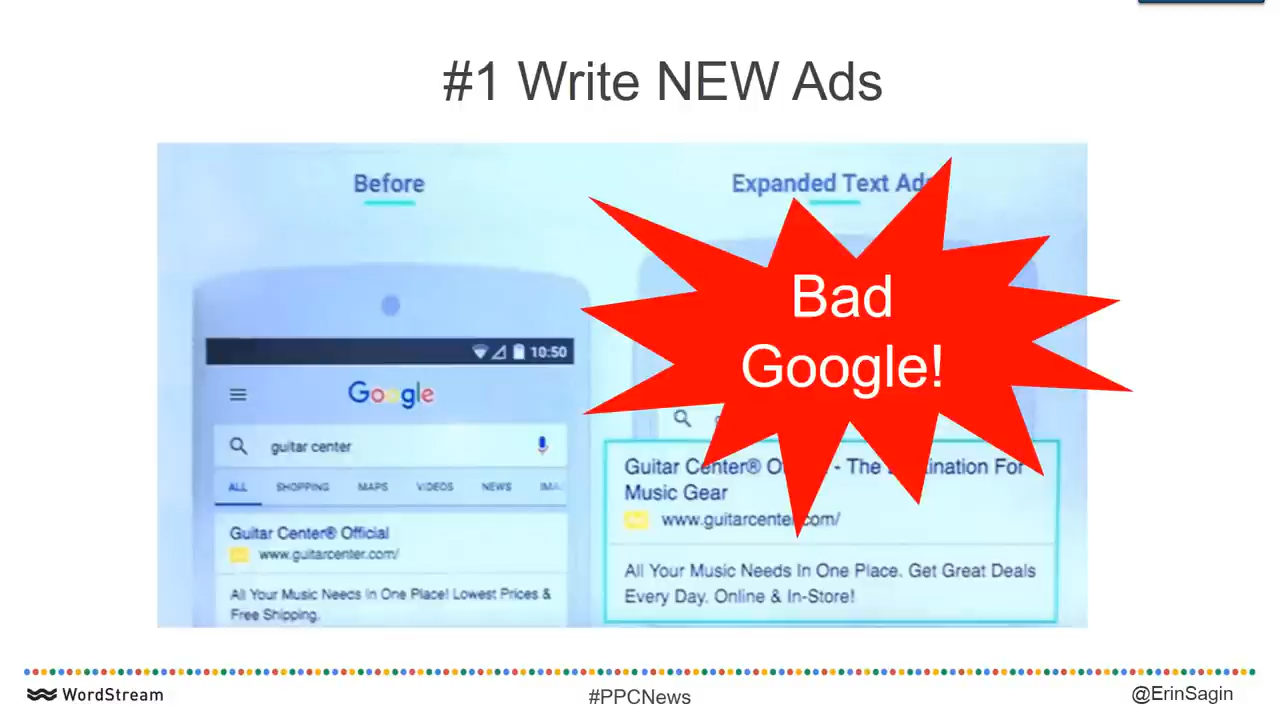 #1 Write NEW Ads
Before
Expanded Text Ads
Bad
Google!
10:50
Google
guitar center
ALL SHOPPING MAPS VIDEOS NEWS
Guitar Center® Official
www.guitarcenter.com/
All Your Music Needs In One Place! Lowest Prices &
Free Shipping.
Guitar Center® - The For
Music Gear
Ad www.guitarcenter.com/
All Your Music Needs In One Place. Get Great Deals
Every Day. Online & In-Store!
WordStream
#PPCNews
@ErinSagin